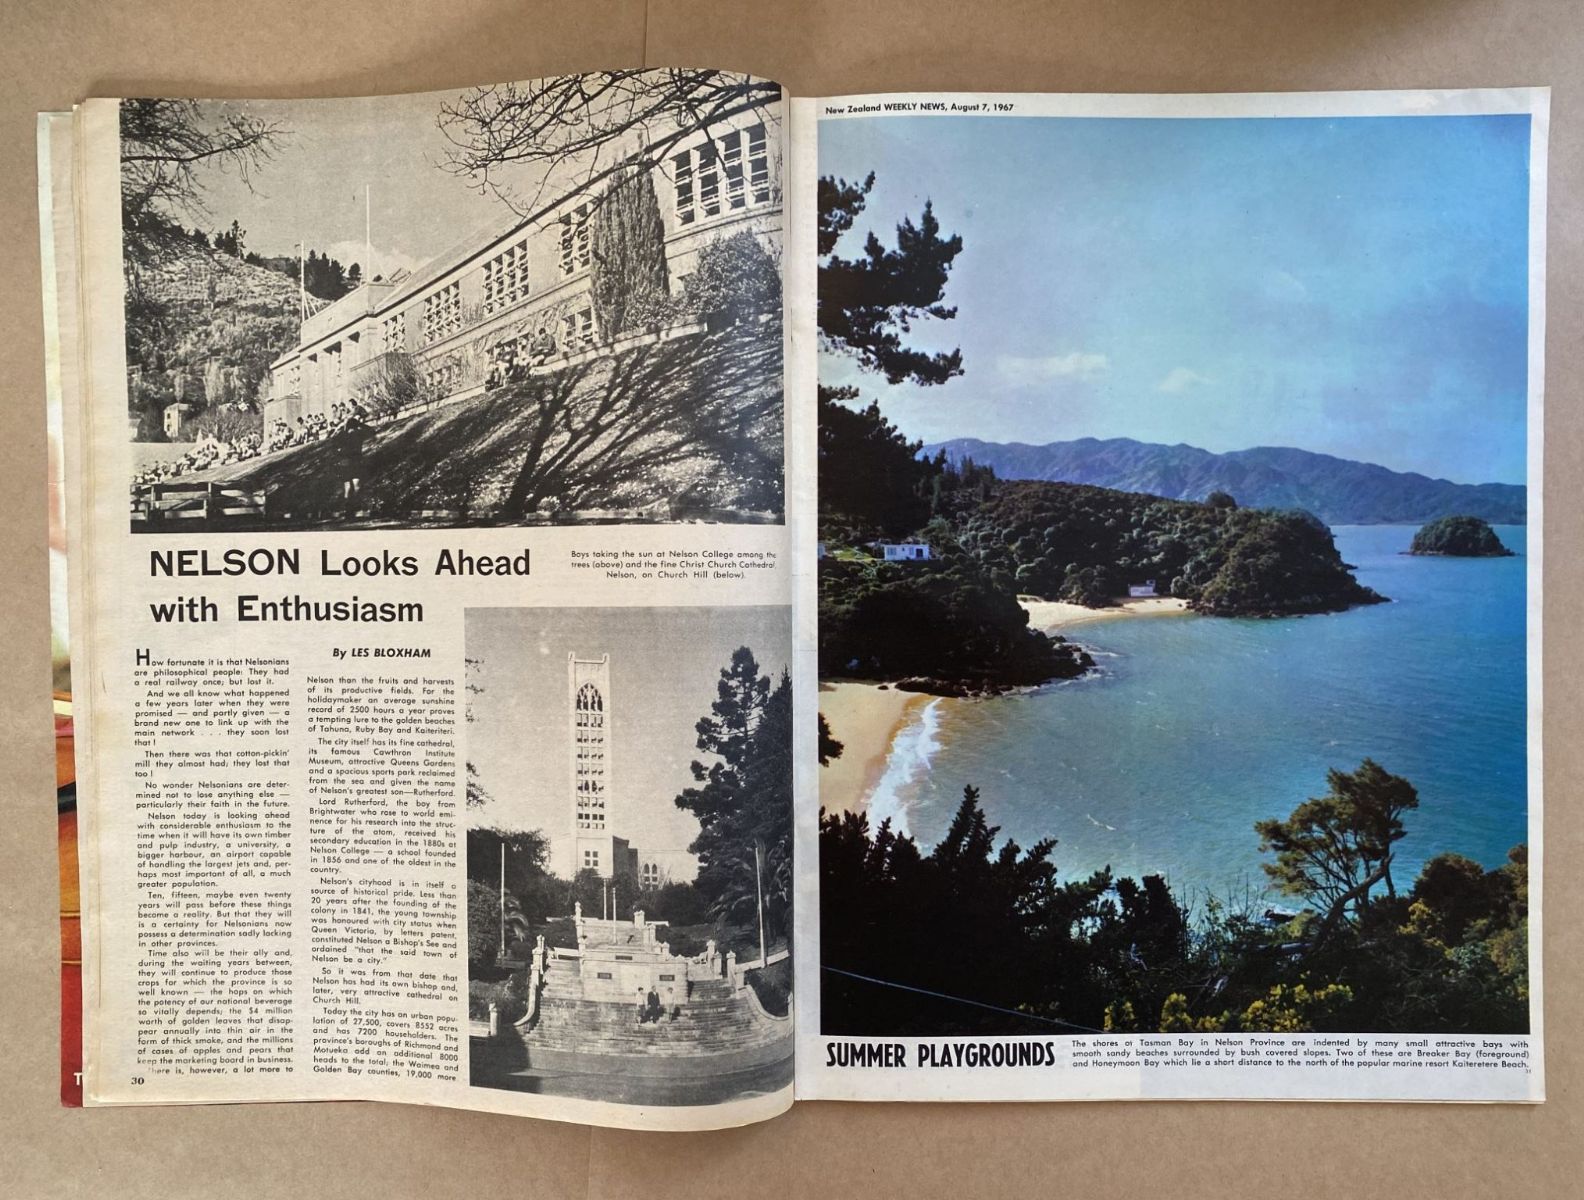 NELSON Looks Ahead
with Enthusiasm
Boys taking the sun at Nelson College among the
trees (above) and the fine Christ Church Cathedral,
Nelson, on Church Hill (below).
By LES BLOXHAM
How fortunate it is that Nelsonians
are philosophical people: They had
a real railway once; but lost it.
And we all know what happened
a few years later when they were
promised — and partly given — a
brand new one to link up with the
main network . . . they soon lost
that!
Then there was that cotton-pickin'
mill they almost had; they lost that
too!
No wonder Nelsonians are deter-
mined not to lose anything else —
particularly their faith in the future.
Nelson today is looking ahead
with considerable enthusiasm to the
time when it will have its own timber
and pulp industry, a university, a
bigger harbour, an airport capable
of handling the largest jets and, per-
haps most important of all, a much
greater population.
Ten, fifteen, maybe even twenty
years will pass before these things
become a reality. But that they will
is a certainty for Nelsonians now
possess a determination sadly lacking
in other provinces.
Time also will be their ally and,
during the waiting years between,
they will continue to produce those
crops for which the province is so
well known — the hops on which
the potency of our national beverage
so vitally depends; the $4 million
worth of golden leaves that disap-
pear annually into thin air in the
form of thick smoke, and the millions
of cases of apples and pears that
keep the marketing board in business.
There is, however, a lot more to
30
Nelson than the fruits and harvests
of its productive fields. For the
holidaymaker an average sunshine
record of 2500 hours a year proves
a tempting lure to the golden beaches
of Tahuna, Ruby Bay and Kaiteriteri.
The city itself has its fine cathedral,
its famous Cawthron Institute
Museum, attractive Queens Gardens
and a spacious sports park reclaimed
from the sea and given the name
of Nelson's greatest son—Rutherford.
Lord Rutherford, the boy from
Brightwater who rose to world emi-
nence for his research into the struc-
ture of the atom, received his
secondary education in the 1880s at
Nelson College — a school founded
in 1856 and one of the oldest in the
country.
Nelson's cityhood is in itself a
source of historical pride. Less than
20 years after the founding of the
colony in 1841, the young township
was honoured with city status when
Queen Victoria, by letters patent,
constituted Nelson a Bishop's See and
ordained "that the said town of
Nelson be a city."
So it was from that date that
Nelson has had its own bishop and,
later, very attractive cathedral on
Church Hill.
Today the city has an urban popu-
lation of 27,500, covers 8552 acres
and has 7200 householders. The
province's boroughs of Richmond and
Motueka add an additional 8000
heads to the total; the Waimea and
Golden Bay counties, 19,000 more
New Zealand WEEKLY NEWS, August 7, 1967
SUMMER PLAYGROUNDS
The shores of Tasman Bay in Nelson Province are indented by many small attractive bays with
smooth sandy beaches surrounded by bush covered slopes. Two of these are Breaker Bay (foreground)
and Honeymoon Bay which lie a short distance to the north of the popular marine resort Kaiteretere Beach.
31
T